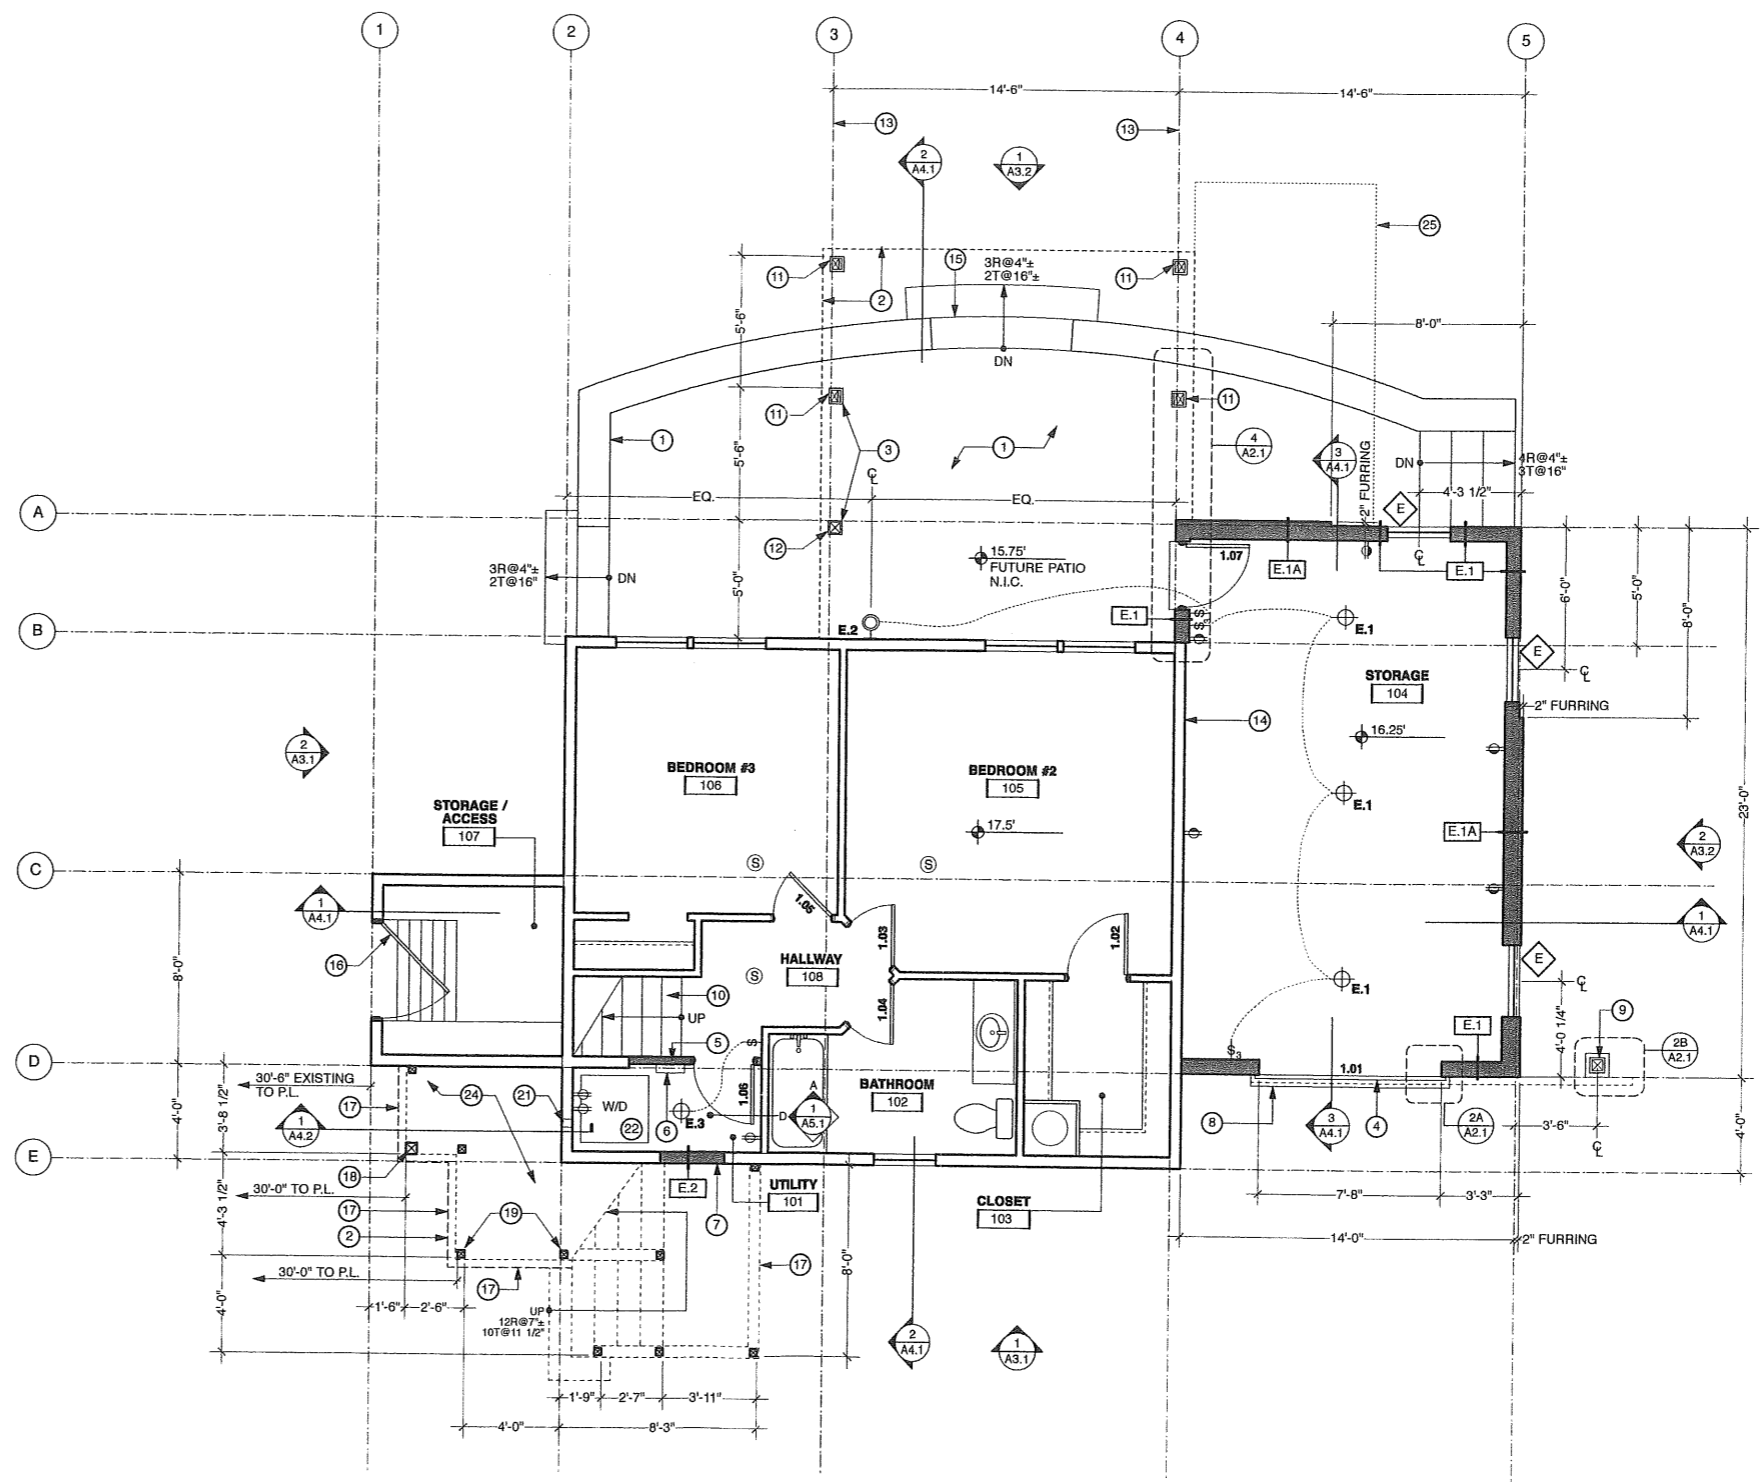 1
2
3
4
5
14'-6"
14'-6"
13
13
2
A4.1
1
A3.2
25
15
3R@4"±
2T@16"±
11
11
2
5'-6"
8'-0"
DN
11
11
1
3
1
5'-6"
4
A2.1
3
A4.1
2" FURRING
DN
4R@4"±
3T@16"
4'-3 1/2"
℄
EQ.
EQ.
E
A
12
15.75'
FUTURE PATIO
N.I.C.
1.07
E.1A
℄
E.1
3R@4"±
2T@16"
DN
5'-0"
6'-0"
5'-0"
8'-0"
E.1
S
S3
E.1
B
E.2
E
℄
STORAGE
104
2" FURRING
14
16.25'
2
A3.1
BEDROOM #3
106
BEDROOM #2
105
E.1
23'-0"
STORAGE /
ACCESS
107
17.5'
E.1A
2
A3.2
C
S
S
1
A4.1
1.05
1
A4.1
1.03
1.02
16
HALLWAY
108
S
E
8'-0"
10
UP
1.04
E.1
℄
9
4'-0 1/4"
5
S
E.1
2B
A2.1
D
S3
1.01
30'-6" EXISTING
TO P.L.
17
24
21
W/D
22
6
1.06
E.3
D
A
1
A5.1
BATHROOM
102
4'-0"
3'-8 1/2"
1
A4.2
8
3
A4.1
4
2A
A2.1
3'-6"
℄
4'-0"
E
18
E.2
UTILITY
101
30'-0" TO P.L.
17
2
19
7
CLOSET
103
7'-8"
3'-3"
4'-3 1/2"
14'-0"
2" FURRING
30'-0" TO P.L.
17
17
8'-0"
4'-0"
1'-6"
2'-6"
UP
12R@7"±
10T@11 1/2"
2
A4.1
1
A3.1
1'-9"
2'-7"
3'-11"
4'-0"
8'-3"